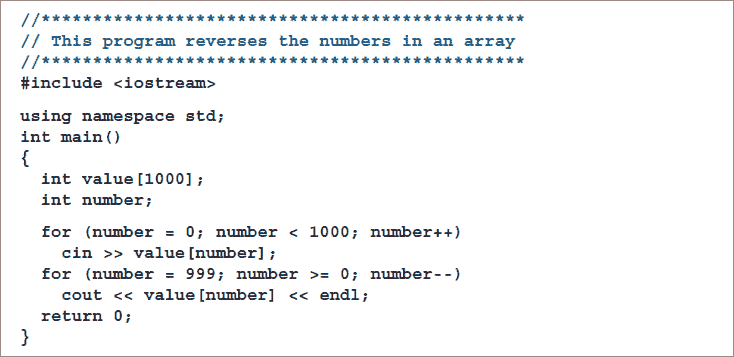 //***********************************************
// This program reverses the numbers in an array
//***********************************************
#include <iostream>
using namespace std;
int main()
{
  int value[1000];
  int number;
  for (number = 0; number < 1000; number++)
    cin >> value[number];
  for (number = 999; number >= 0; number--)
    cout << value[number] << endl;
  return 0;
}